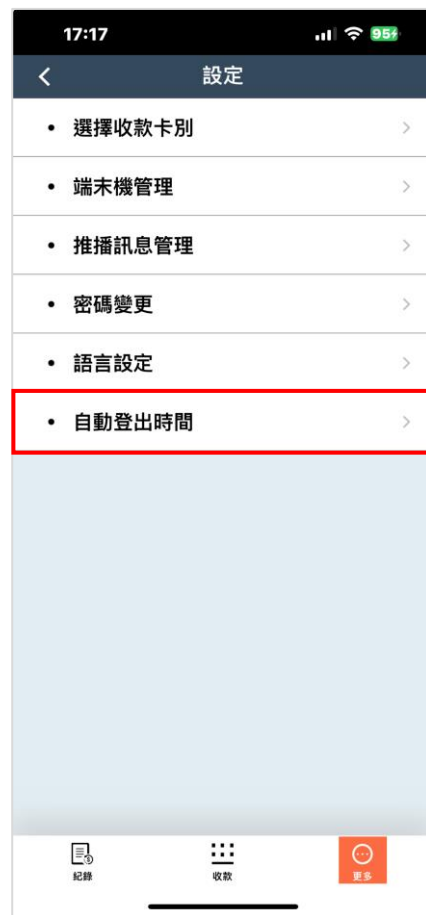 17:17
95
設定
• 選擇收款卡別
• 端末機管理
• 推播訊息管理
• 密碼變更
• 語言設定
• 自動登出時間
紀錄 收款 更多